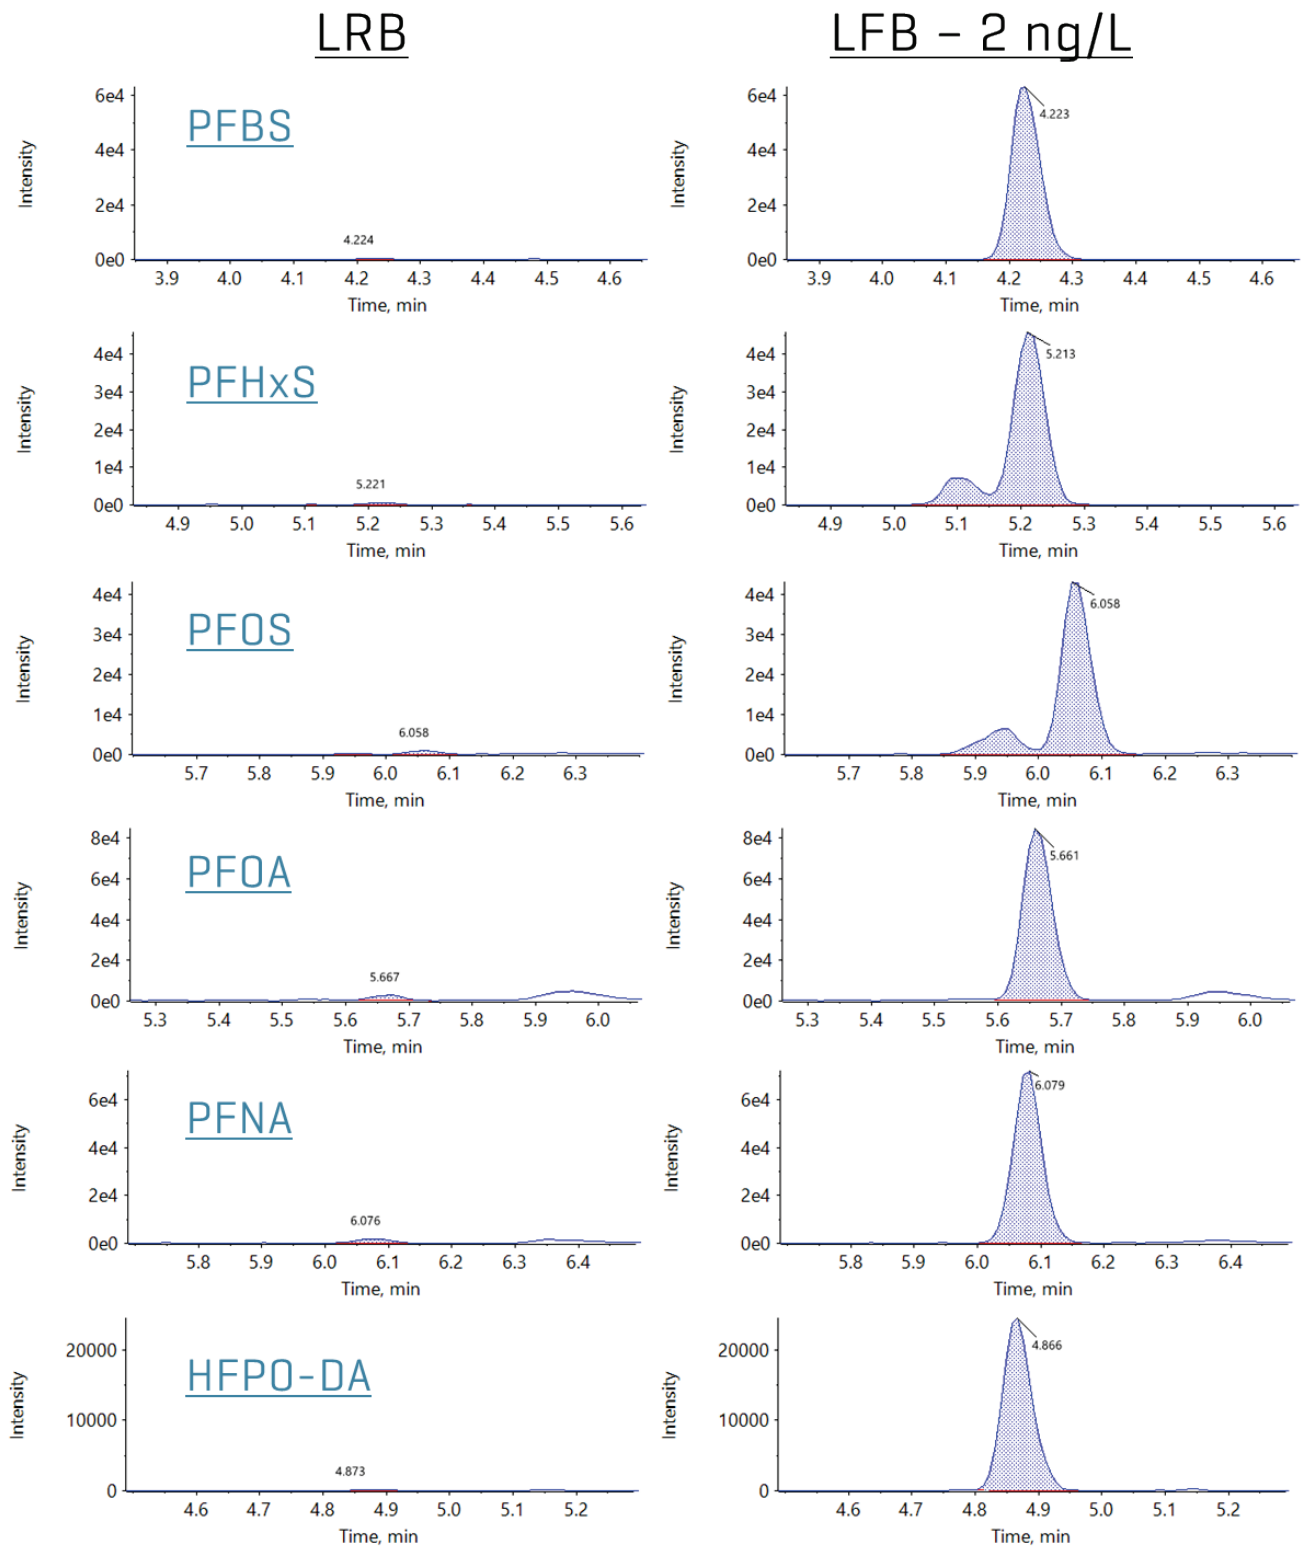 LRB
LFB – 2 ng/L
PFBS
Intensity
6e4
4e4
2e4
0e0
4.224
3.9 4.0 4.1 4.2 4.3 4.4 4.5 4.6
Time, min
Intensity
6e4
4e4
2e4
0e0
4.223
3.9 4.0 4.1 4.2 4.3 4.4 4.5 4.6
Time, min
PFHxS
Intensity
4e4
3e4
2e4
1e4
0e0
5.221
4.9 5.0 5.1 5.2 5.3 5.4 5.5 5.6
Time, min
Intensity
4e4
3e4
2e4
1e4
0e0
5.213
4.9 5.0 5.1 5.2 5.3 5.4 5.5 5.6
Time, min
PFOS
Intensity
4e4
3e4
2e4
1e4
0e0
6.058
5.7 5.8 5.9 6.0 6.1 6.2 6.3
Time, min
Intensity
4e4
3e4
2e4
1e4
0e0
6.058
5.7 5.8 5.9 6.0 6.1 6.2 6.3
Time, min
PFOA
Intensity
8e4
6e4
4e4
2e4
0e0
5.667
5.3 5.4 5.5 5.6 5.7 5.8 5.9 6.0
Time, min
Intensity
8e4
6e4
4e4
2e4
0e0
5.661
5.3 5.4 5.5 5.6 5.7 5.8 5.9 6.0
Time, min
PFNA
Intensity
6e4
4e4
2e4
0e0
6.076
5.8 5.9 6.0 6.1 6.2 6.3 6.4
Time, min
Intensity
6e4
4e4
2e4
0e0
6.079
5.8 5.9 6.0 6.1 6.2 6.3 6.4
Time, min
HFPO-DA
Intensity
20000
10000
0
4.873
4.6 4.7 4.8 4.9 5.0 5.1 5.2
Time, min
Intensity
20000
10000
0
4.866
4.6 4.7 4.8 4.9 5.0 5.1 5.2
Time, min